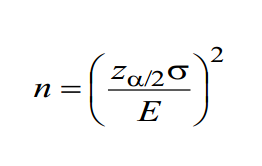 n = (z_{α/2}σ / E)^2